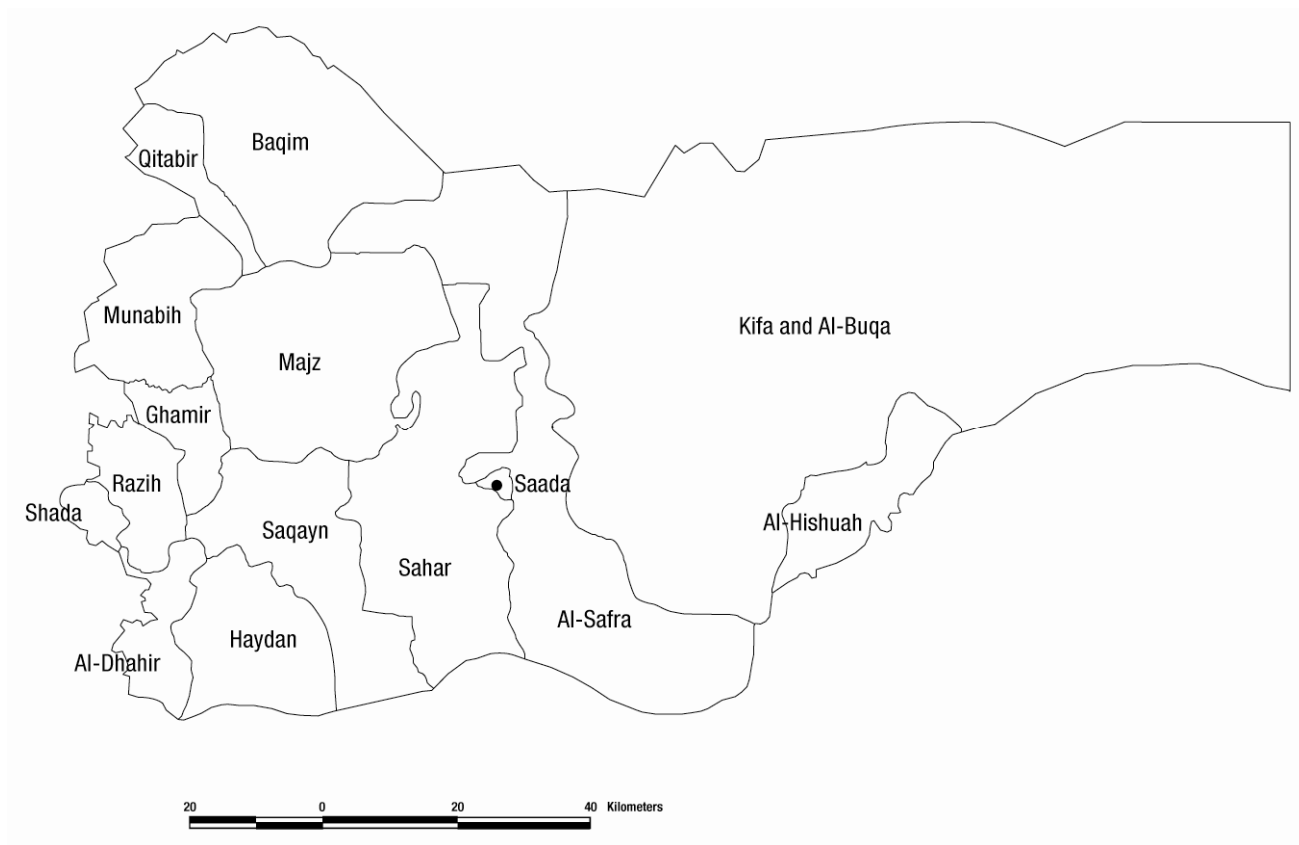 Baqim
Qitabir
Munabih
Kifa and Al-Buqa
Majz
Ghamir
Razih
Saada
Shada
Al-Hishuah
Saqayn
Sahar
Al-Safra
Haydan
Al-Dhahir
20 0 20 40 Kilometers